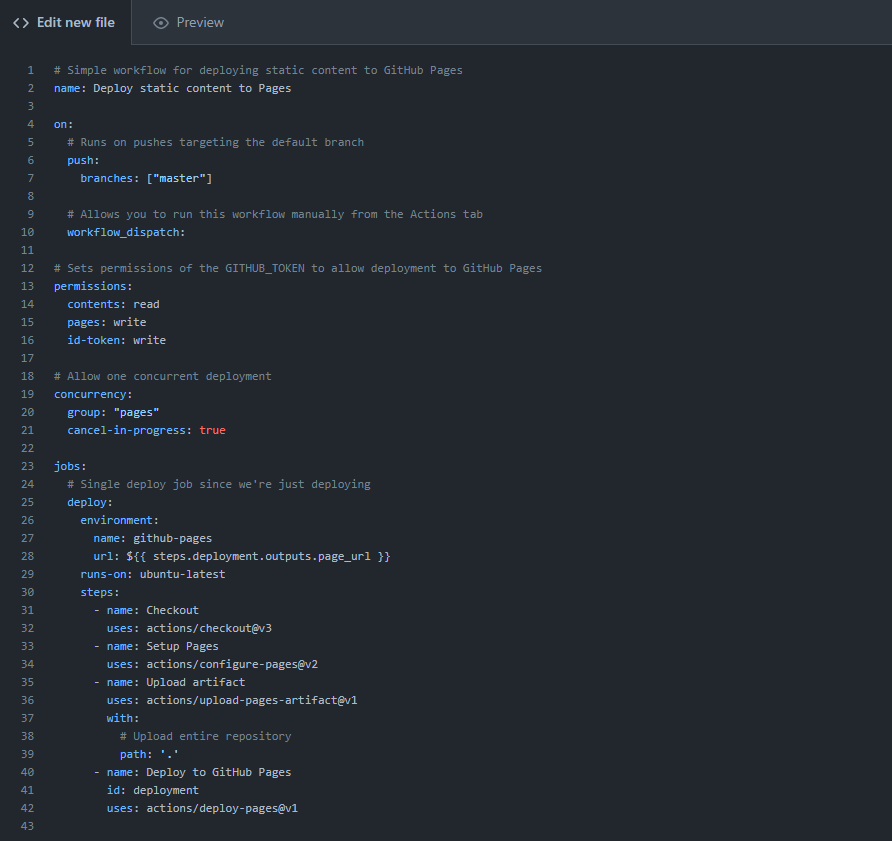 Edit new file Preview
1 # Simple workflow for deploying static content to GitHub Pages
2 name: Deploy static content to Pages
3
4 on:
5   # Runs on pushes targeting the default branch
6   push:
7     branches: ["master"]
8
9   # Allows you to run this workflow manually from the Actions tab
10   workflow_dispatch:
11
12 # Sets permissions of the GITHUB_TOKEN to allow deployment to GitHub Pages
13 permissions:
14   contents: read
15   pages: write
16   id-token: write
17
18 # Allow one concurrent deployment
19 concurrency:
20   group: "pages"
21   cancel-in-progress: true
22
23 jobs:
24   # Single deploy job since we're just deploying
25   deploy:
26     environment:
27       name: github-pages
28       url: ${{ steps.deployment.outputs.page_url }}
29     runs-on: ubuntu-latest
30     steps:
31       - name: Checkout
32         uses: actions/checkout@v3
33       - name: Setup Pages
34         uses: actions/configure-pages@v2
35       - name: Upload artifact
36         uses: actions/upload-pages-artifact@v1
37         with:
38           # Upload entire repository
39           path: '.'
40       - name: Deploy to GitHub Pages
41         id: deployment
42         uses: actions/deploy-pages@v1
43